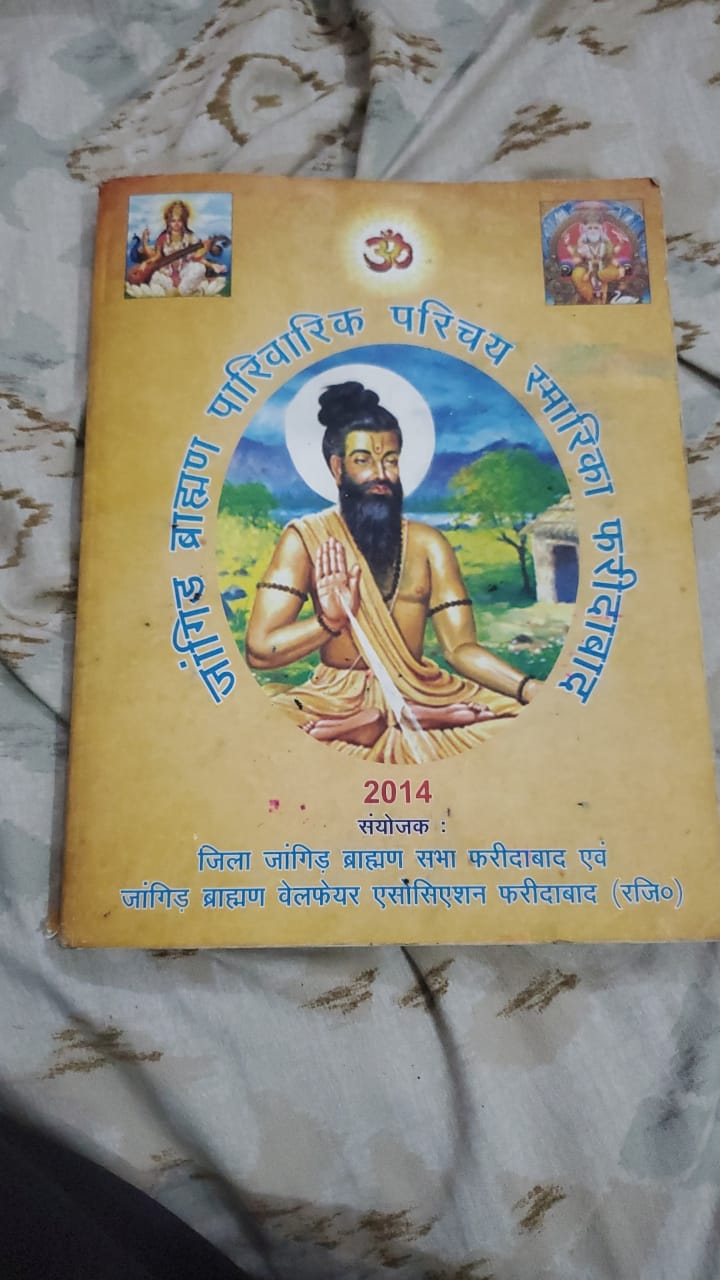 ॐ
जांगिड ब्राह्मण पारिवारिक परिचय स्मारिका फरीदाबाद
2014
संयोजक :
जिला जांगिड़ ब्राह्मण सभा फरीदाबाद एवं
जांगिड़ ब्राह्मण वेलफेयर एसोसिएशन फरीदाबाद (रजि०)